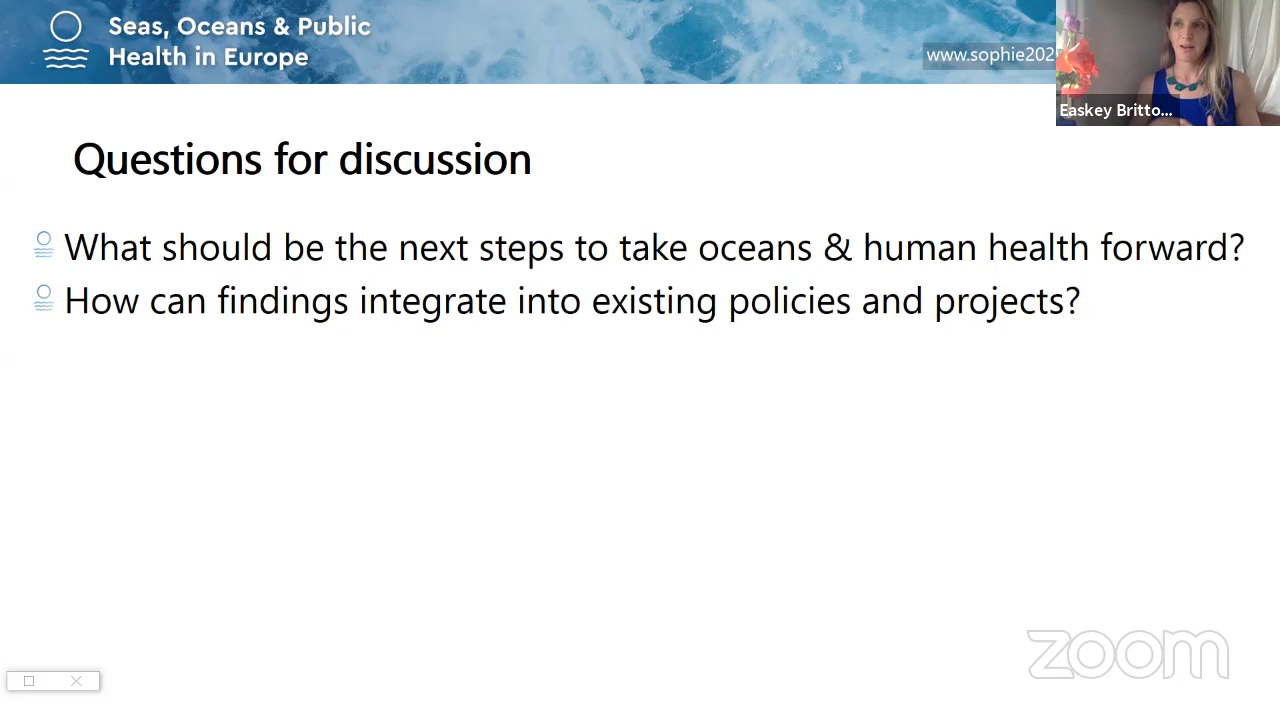 Seas, Oceans & Public
Health in Europe
www.sophie202
Easkey Britto...
Questions for discussion
What should be the next steps to take oceans & human health forward?
How can findings integrate into existing policies and projects?
zoom